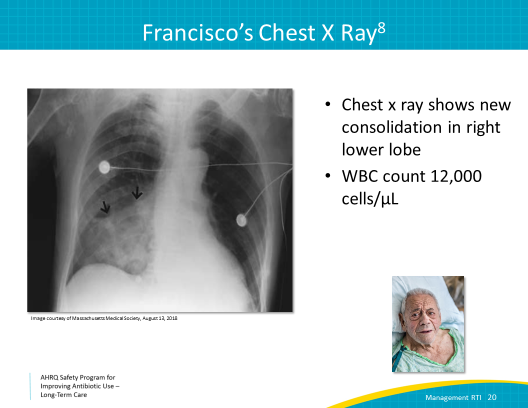 Francisco’s Chest X Ray8
• Chest x ray shows new
consolidation in right
lower lobe
• WBC count 12,000
cells/µL
Image courtesy of Massachusetts Medical Society, August 13, 2018
AHRQ Safety Program for
Improving Antibiotic Use –
Long-Term Care
Management RTI 20